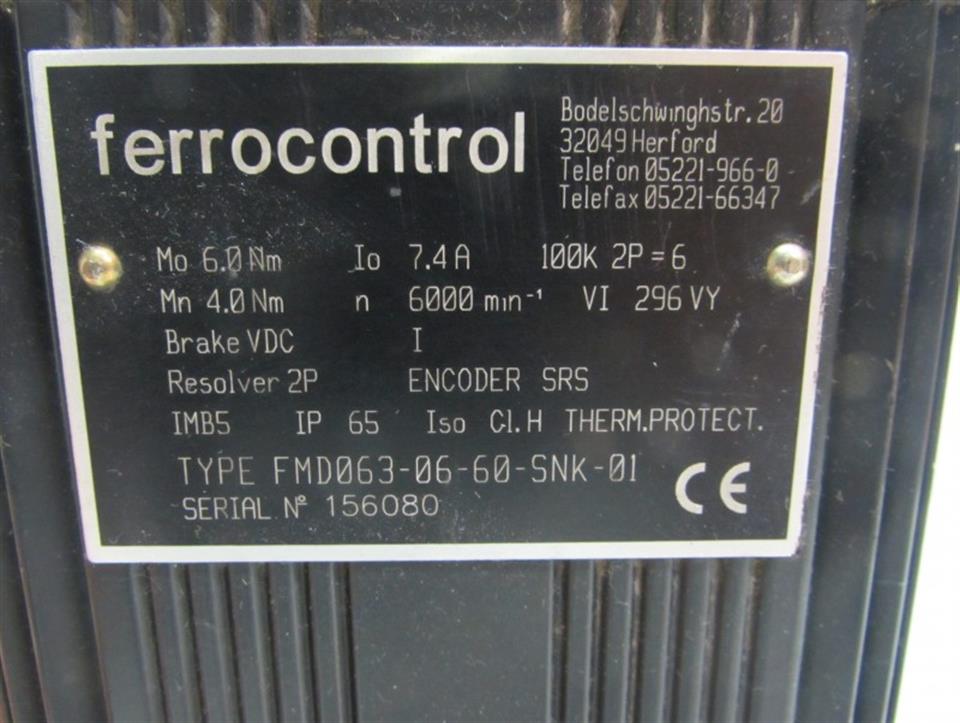 ferrocontrol
Bodelschwinghstr. 20
32049 Herford
Telefon 05221-966-0
Telefax 05221-66347
Mo 6.0 Nm Io 7.4 A 100K 2P = 6
Mn 4.0 Nm n 6000 min⁻¹ VI 296 VY
Brake VDC I
Resolver 2P ENCODER SRS
IMB5 IP 65 Iso Cl. H THERM.PROTECT.
TYPE FMD063-06-60-SNK-01
SERIAL Nº 156080
CE